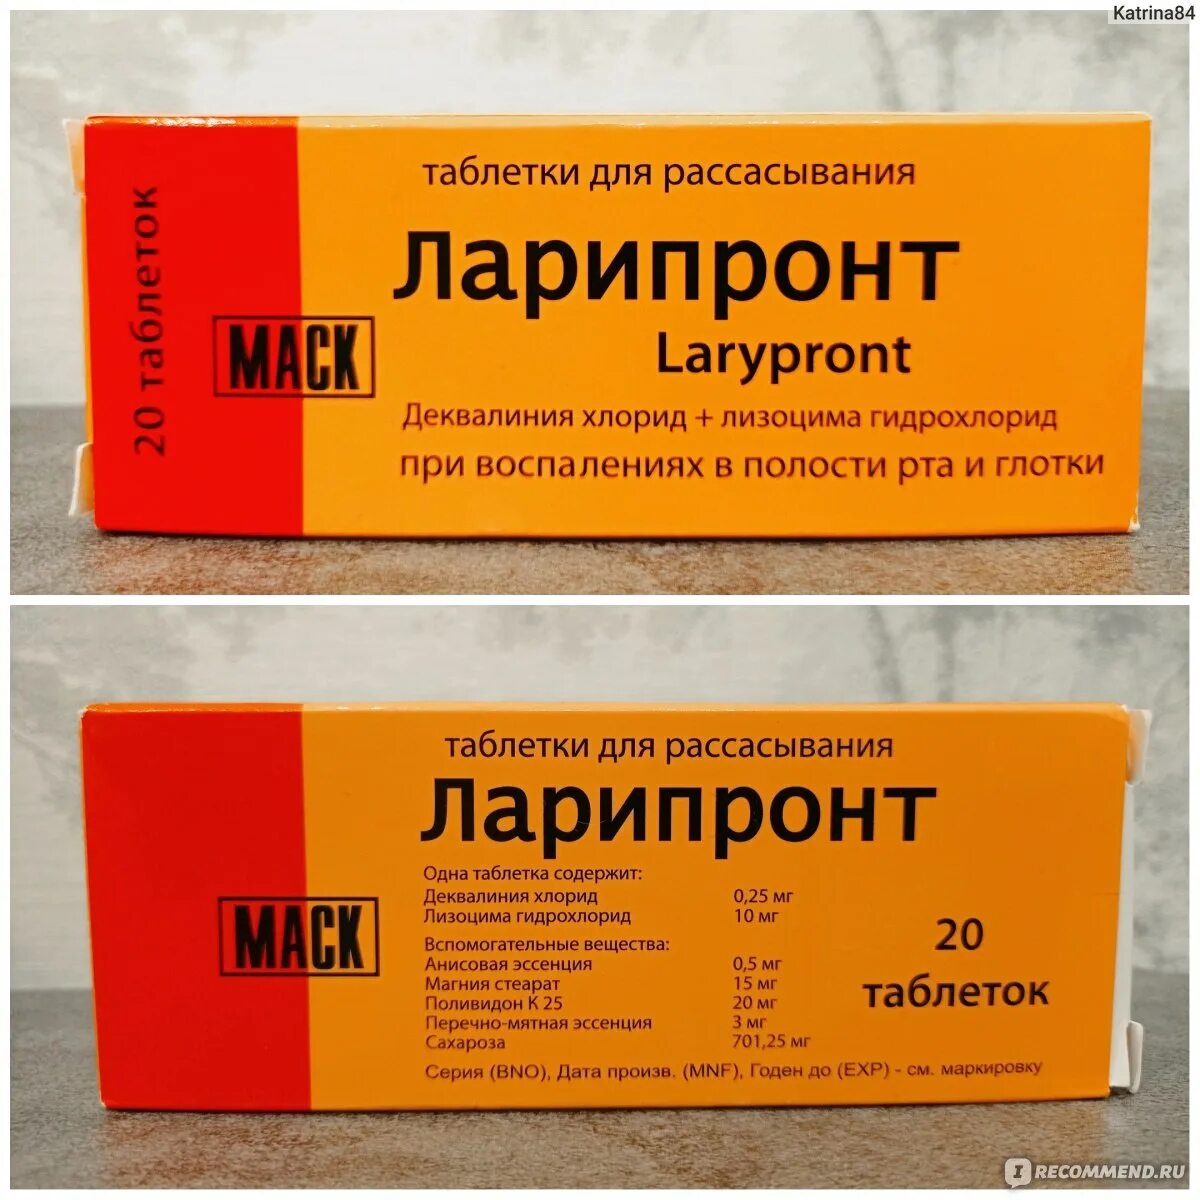 Katrina84
20 таблеток
таблетки для рассасывания
Ларипронт
Larypront
MACK
Деквалиния хлорид + лизоцима гидрохлорид
при воспалениях в полости рта и глотки
таблетки для рассасывания
Ларипронт
MACK
Одна таблетка содержит:
Деквалиния хлорид 0,25 мг
Лизоцима гидрохлорид 10 мг
Вспомогательные вещества:
Анисовая эссенция 0,5 мг
Магния стеарат 15 мг
Поливидон К 25 20 мг
Перечно-мятная эссенция 3 мг
Сахароза 701,25 мг
20
таблеток
Серия (BNO), Дата произв. (MNF), Годен до (EXP) - см. маркировку
IRECOMMEND.RU